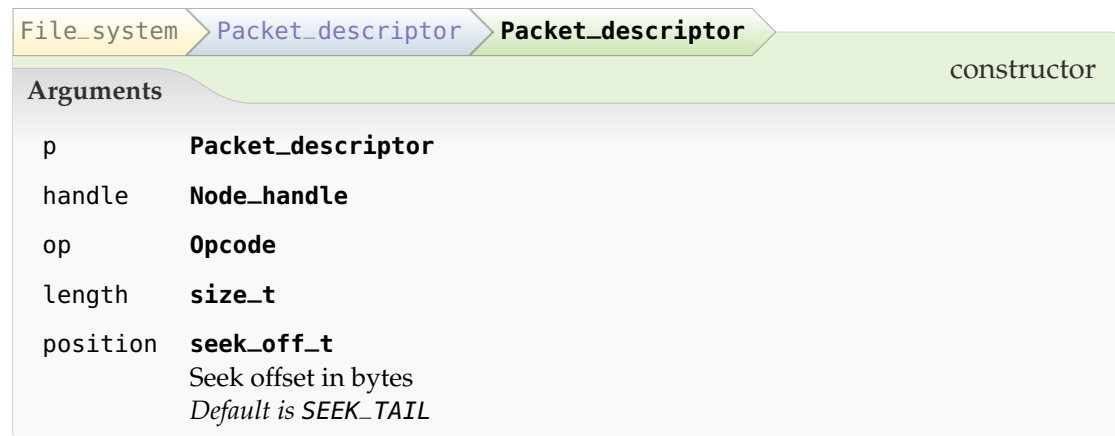 File_system Packet_descriptor Packet_descriptor
constructor
Arguments
p Packet_descriptor
handle Node_handle
op Opcode
length size_t
position seek_off_t
Seek offset in bytes
Default is SEEK_TAIL